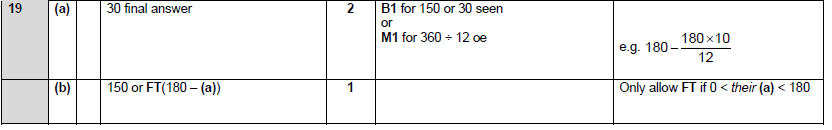 19 (a) 30 final answer 2 B1 for 150 or 30 seen
or
M1 for 360 ÷ 12 oe
e.g. 180 – 180×10/12
(b) 150 or FT(180 – (a)) 1 Only allow FT if 0 < their (a) < 180